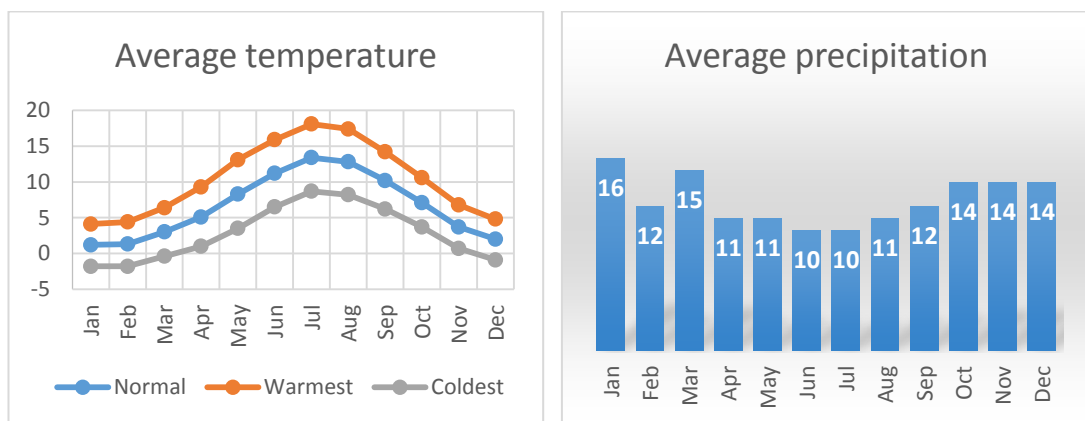 Average temperature
20
15
10
5
0
-5
Jan Feb Mar Apr May Jun Jul Aug Sep Oct Nov Dec
Normal Warmest Coldest
Average precipitation
16 12 15 11 11 10 10 11 12 14 14 14
Jan Feb Mar Apr May Jun Jul Aug Sep Oct Nov Dec